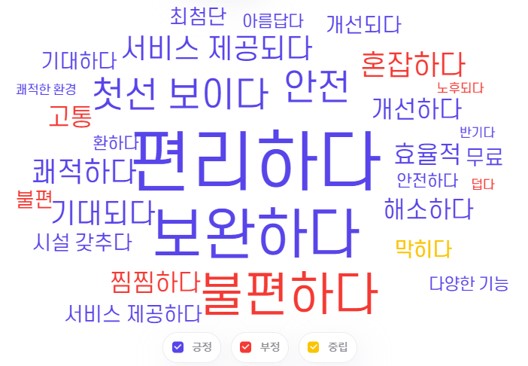 최첨단
아름답다
개선되다
서비스 제공되다
기대하다
혼잡하다
쾌적한 환경
첫선 보이다
안전
노후되다
고통
개선하다
환하다
편리하다
반기다
효율적
무료
쾌적하다
안전하다
덥다
불편
기대되다
보완하다
해소하다
시설 갖추다
막히다
찜찜하다
불편하다
다양한 기능
서비스 제공하다
긍정
부정
중립